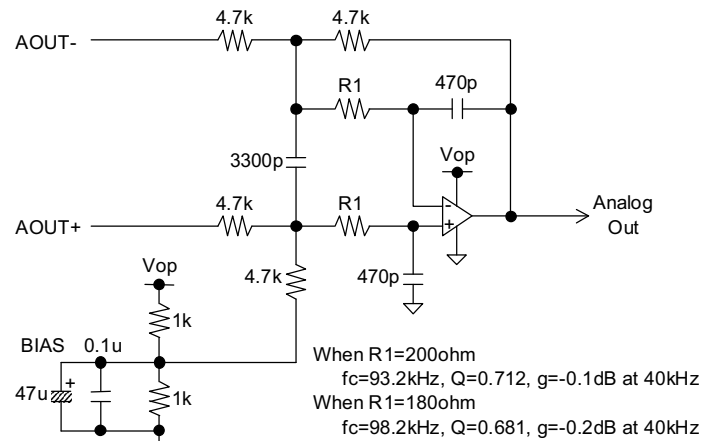 4.7k 4.7k
AOUT-
R1 470p
Vop
3300p
-
4.7k R1 Analog
AOUT+ + Out
Vop 4.7k 470p
1k
BIAS 0.1u When R1=200ohm
+ fc=93.2kHz, Q=0.712, g=-0.1dB at 40kHz
47u 1k When R1=180ohm
fc=98.2kHz, Q=0.681, g=-0.2dB at 40kHz